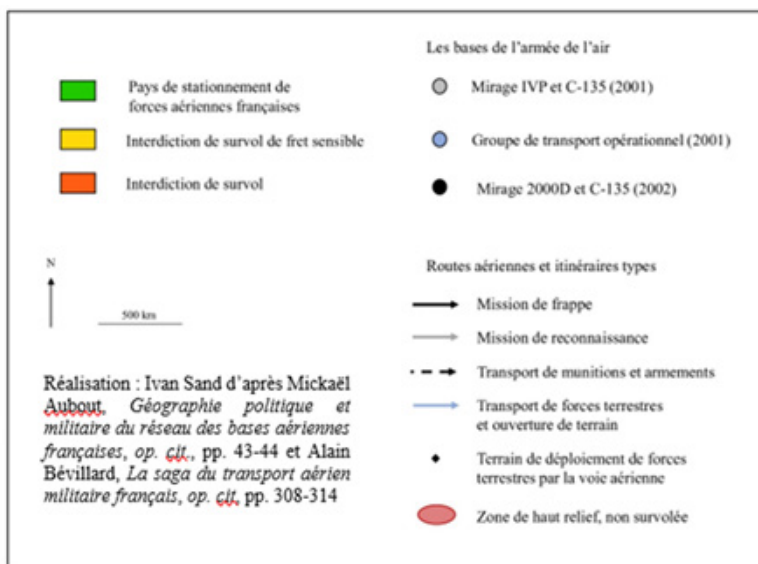 Pays de stationnement de
forces aériennes françaises
Interdiction de survol de fret sensible
Interdiction de survol
N
500 km
Réalisation : Ivan Sand d’après Mickaël
Aubout, Géographie politique et
militaire du réseau des bases aériennes
françaises, op. cit., pp. 43-44 et Alain
Bévillard, La saga du transport aérien
militaire français, op. cit, pp. 308-314
Les bases de l’armée de l’air
Mirage IVP et C-135 (2001)
Groupe de transport opérationnel (2001)
Mirage 2000D et C-135 (2002)
Routes aériennes et itinéraires types
Mission de frappe
Mission de reconnaissance
Transport de munitions et armements
Transport de forces terrestres
et ouverture de terrain
Terrain de déploiement de forces
terrestres par la voie aérienne
Zone de haut relief, non survolée